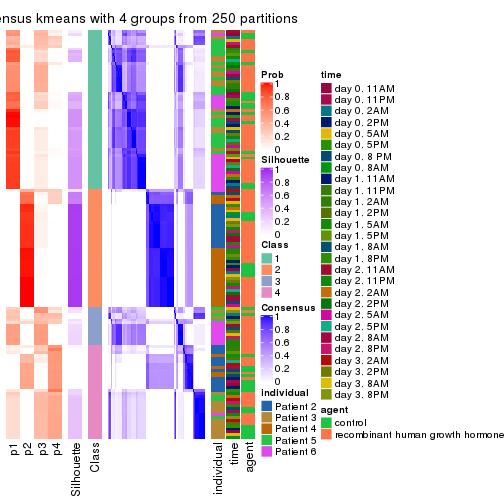 ensus kmeans with 4 groups from 250 partitions
Prob
0.8
0.6
0.4
0.2
0
Silhouette
1
0.8
0.6
0.4
0.2
0
Class
1
2
3
4
Consensus
1
0.8
0.6
0.4
0.2
0
individual
Patient 2
Patient 3
Patient 4
Patient 5
Patient 6
time
day 0. 11AM
day 0. 11PM
day 0. 2AM
day 0. 2PM
day 0. 5AM
day 0. 5PM
day 0. 8 PM
day 0. 8AM
day 1. 11AM
day 1. 11PM
day 1. 2AM
day 1. 2PM
day 1. 5AM
day 1. 5PM
day 1. 8AM
day 1. 8PM
day 2. 11AM
day 2. 11PM
day 2. 2AM
day 2. 2PM
day 2. 5AM
day 2. 5PM
day 2. 8AM
day 2. 8PM
day 3. 2AM
day 3. 2PM
day 3. 8AM
day 3. 8PM
agent
control
recombinant human growth hormone
p1
p2
p3
p4
Silhouette
Class
individual
time
agent